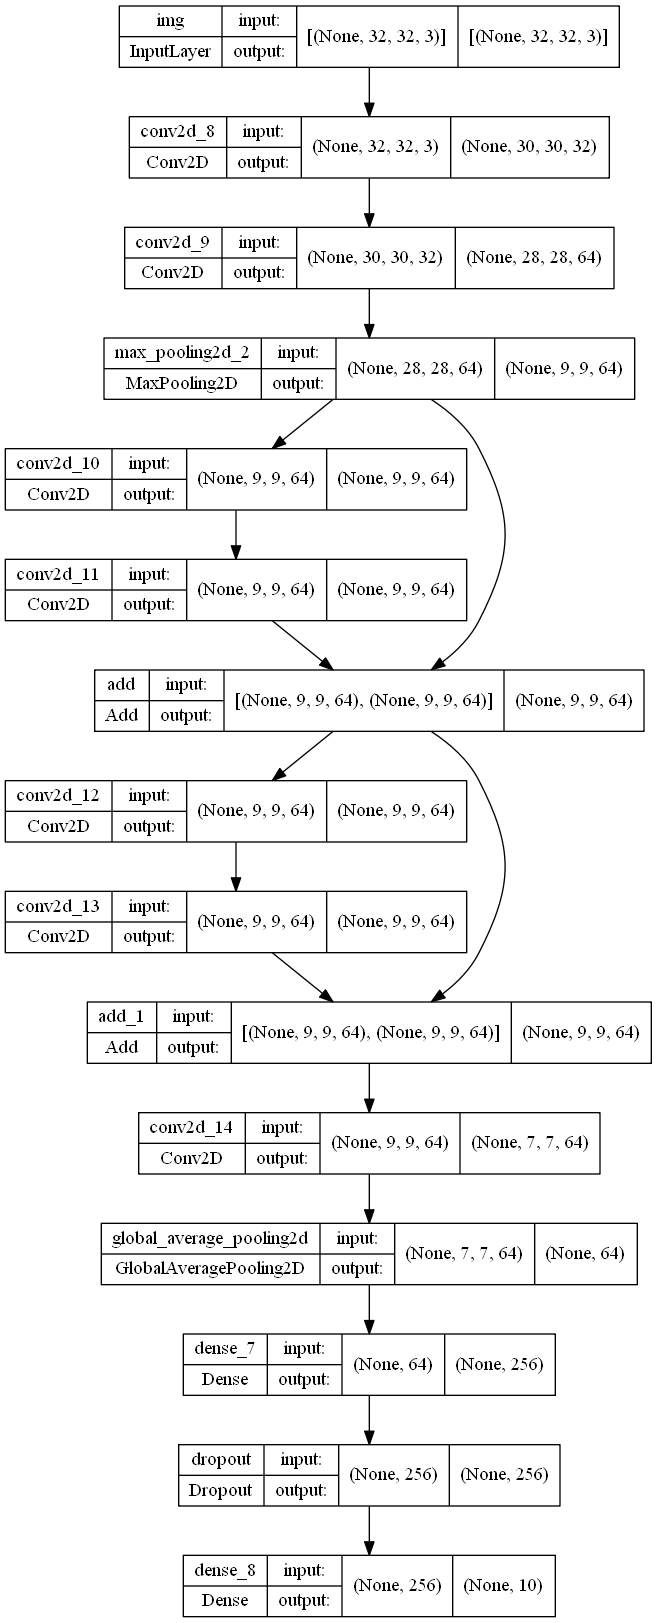 img input: [(None, 32, 32, 3)] [(None, 32, 32, 3)]
InputLayer output:
conv2d_8 input: (None, 32, 32, 3) (None, 30, 30, 32)
Conv2D output:
conv2d_9 input: (None, 30, 30, 32) (None, 28, 28, 64)
Conv2D output:
max_pooling2d_2 input: (None, 28, 28, 64) (None, 9, 9, 64)
MaxPooling2D output:
conv2d_10 input: (None, 9, 9, 64) (None, 9, 9, 64)
Conv2D output:
conv2d_11 input: (None, 9, 9, 64) (None, 9, 9, 64)
Conv2D output:
add input: [(None, 9, 9, 64), (None, 9, 9, 64)] (None, 9, 9, 64)
Add output:
conv2d_12 input: (None, 9, 9, 64) (None, 9, 9, 64)
Conv2D output:
conv2d_13 input: (None, 9, 9, 64) (None, 9, 9, 64)
Conv2D output:
add_1 input: [(None, 9, 9, 64), (None, 9, 9, 64)] (None, 9, 9, 64)
Add output:
conv2d_14 input: (None, 9, 9, 64) (None, 7, 7, 64)
Conv2D output:
global_average_pooling2d input: (None, 7, 7, 64) (None, 64)
GlobalAveragePooling2D output:
dense_7 input: (None, 64) (None, 256)
Dense output:
dropout input: (None, 256) (None, 256)
Dropout output:
dense_8 input: (None, 256) (None, 10)
Dense output: